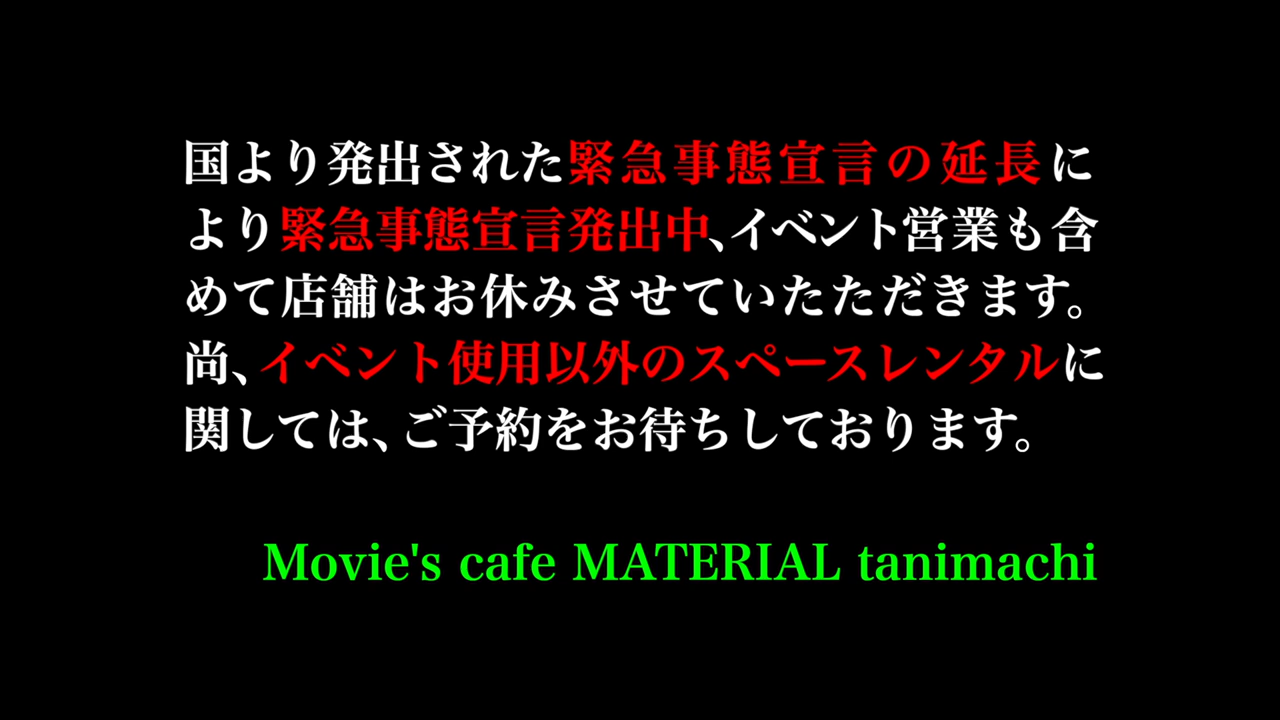 国より発出された緊急事態宣言の延長に
より緊急事態宣言発出中、イベント営業も含
めて店舗はお休みさせていたただきます。
尚、イベント使用以外のスペースレンタルに
関しては、ご予約をお待ちしております。
Movie's cafe MATERIAL tanimachi